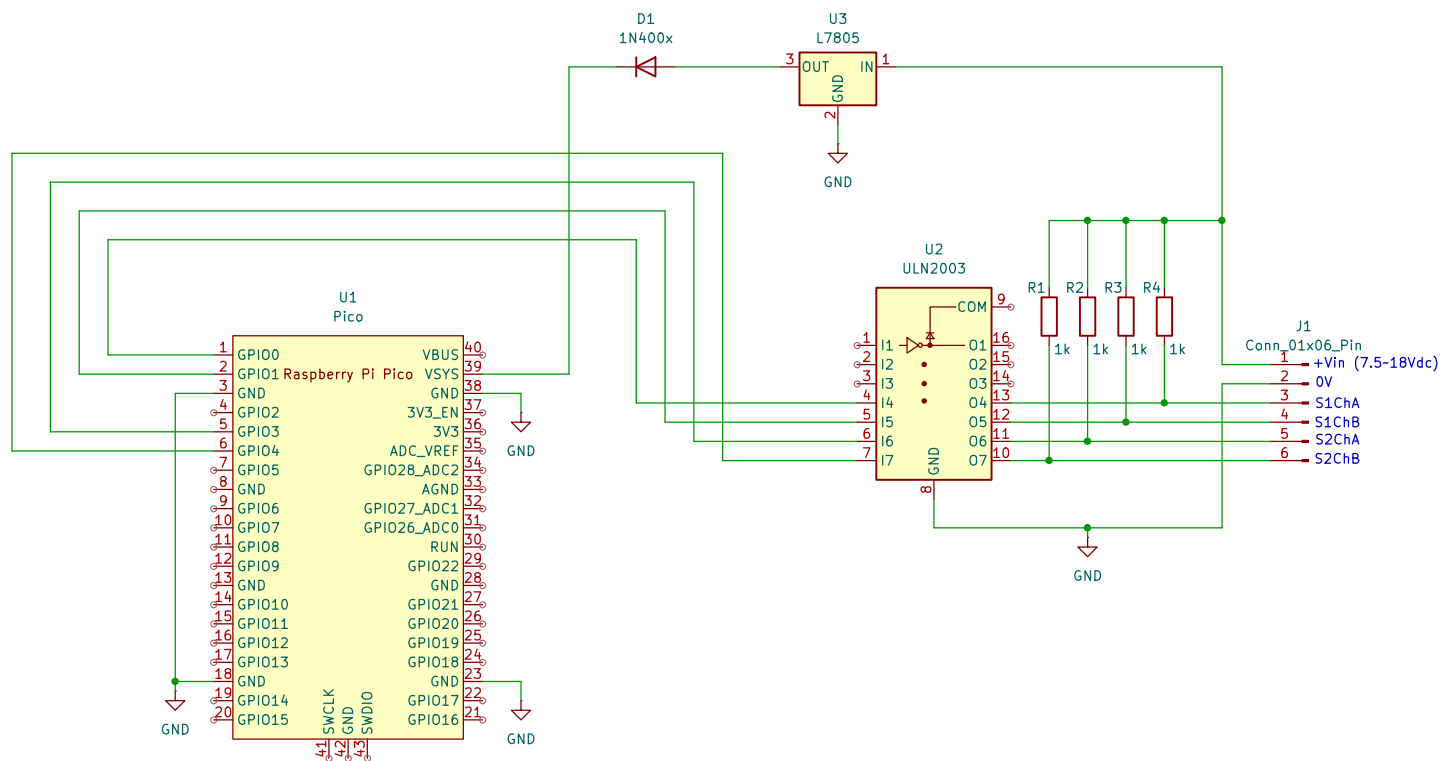 D1
1N400x
U3
L7805
3
OUT
IN
1
GND
2
GND
U2
ULN2003
COM
9
1
I1
O1
16
2
I2
O2
15
3
I3
O3
14
4
I4
O4
13
5
I5
O5
12
6
I6
O6
11
7
I7
O7
10
GND
8
GND
R1
R2
R3
R4
1k
1k
1k
1k
J1
Conn_01x06_Pin
1
+Vin (7.5-18Vdc)
2
0V
3
S1ChA
4
S1ChB
5
S2ChA
6
S2ChB
U1
Pico
Raspberry Pi Pico
1
GPIO0
2
GPIO1
3
GND
4
GPIO2
5
GPIO3
6
GPIO4
7
GPIO5
8
GND
9
GPIO6
10
GPIO7
11
GPIO8
12
GPIO9
13
GND
14
GPIO10
15
GPIO11
16
GPIO12
17
GPIO13
18
GND
19
GPIO14
20
GPIO15
VBUS
40
VSYS
39
GND
38
3V3_EN
37
3V3
36
ADC_VREF
35
GPIO28_ADC2
34
AGND
33
GPIO27_ADC1
32
GPIO26_ADC0
31
RUN
30
GPIO22
29
GND
28
GPIO21
27
GPIO20
26
GPIO19
25
GPIO18
24
GND
23
GPIO17
22
GPIO16
21
SWCLK
GND
SWDIO
41
42
43
GND
GND
GND